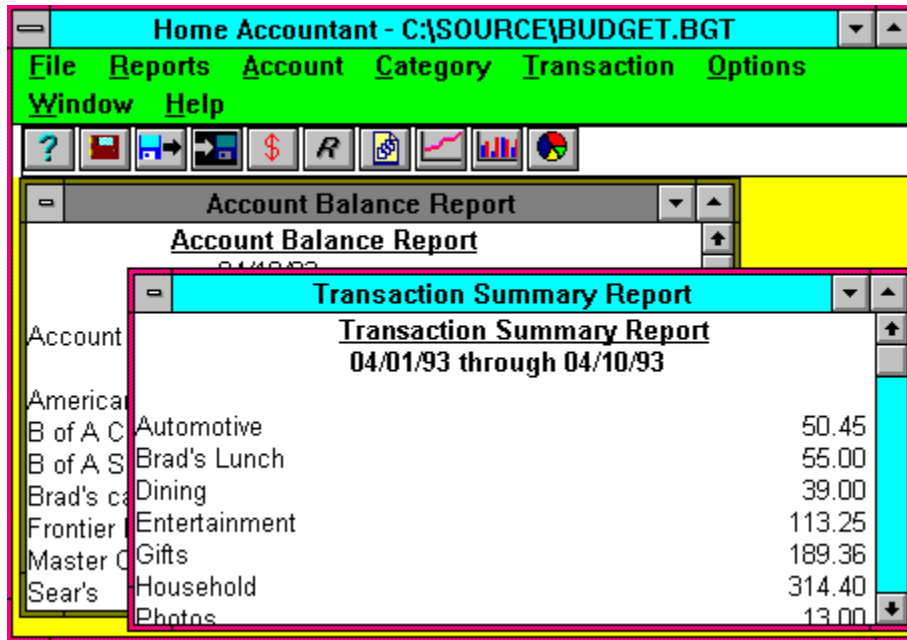 Home Accountant - C:\SOURCE\BUDGET.BGT
File Reports Account Category Transaction Options
Window Help
? $ R
Account Balance Report
Account Balance Report
Transaction Summary Report
Transaction Summary Report
04/01/93 through 04/10/93
Account
B of A C
B of A S
Brad's
Frontier
Master C
Sear's
Automotive 50.45
Brad's Lunch 55.00
Dining 39.00
Entertainment 113.25
Gifts 189.36
Household 314.40
Photos 13.00